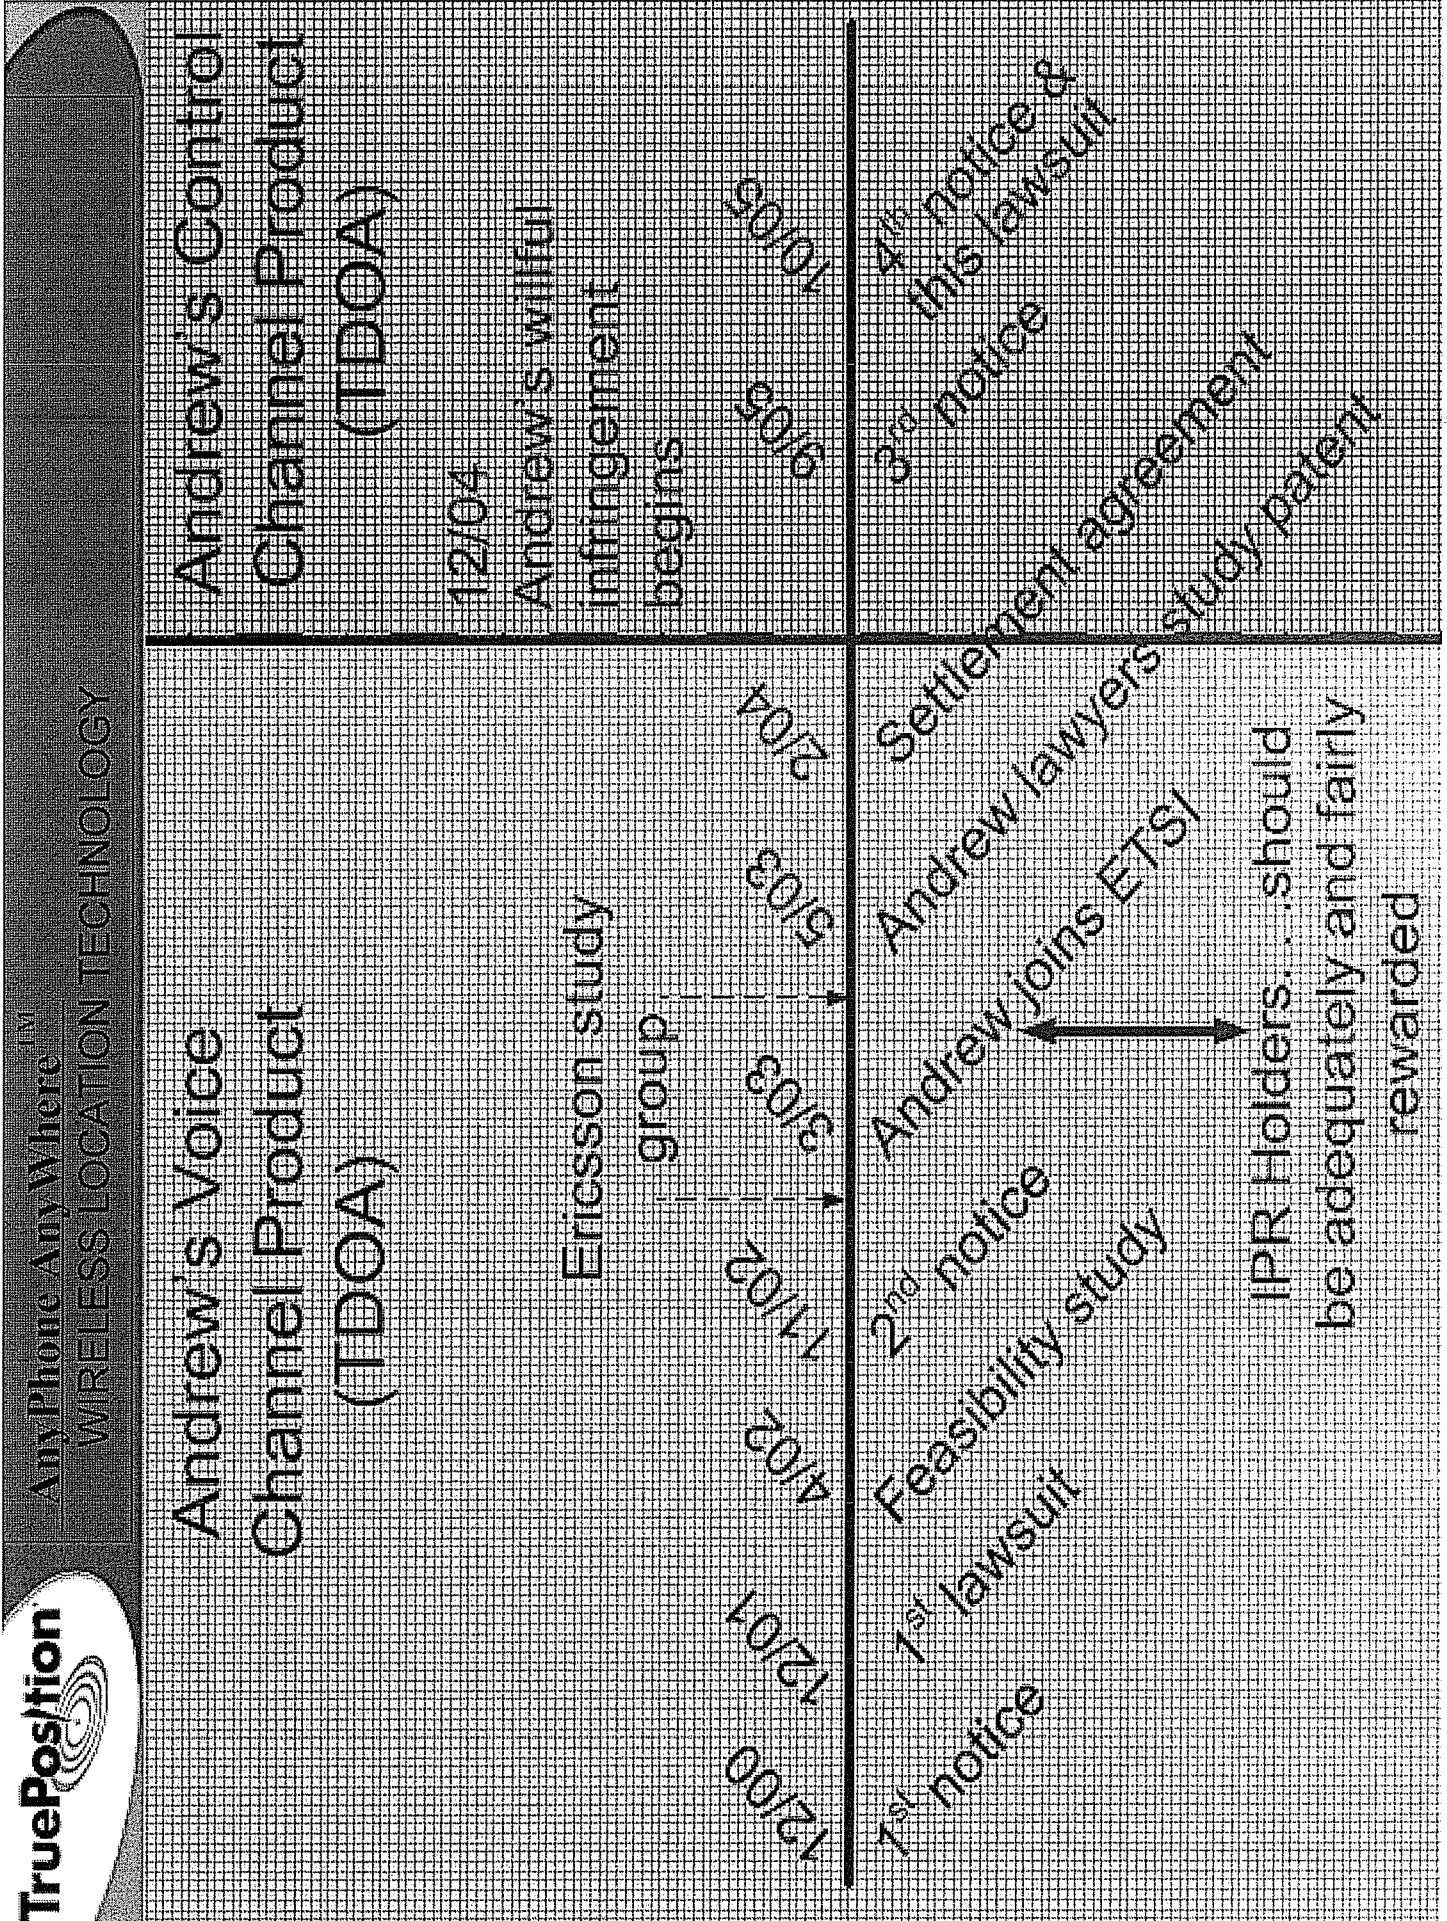 TruePosition
AnyPhone AnyWhere™
WIRELESS LOCATION TECHNOLOGY
Andrew's Voice
Channel Product
(TDOA)
Andrew's Control
Channel Product
(TDOA)
12/04
Andrew's willful
infringement
begins
Ericsson study
group
12/00
12/01
4/02
11/02
3/03
5/03
2/04
9/05
10/05
1st notice
1st lawsuit
Feasibility study
2nd notice
Andrew joins ETSI
Andrew lawyers study patent
Settlement agreement
3rd notice
4th notice &
this lawsuit
IPR Holders...should
be adequately and fairly
rewarded